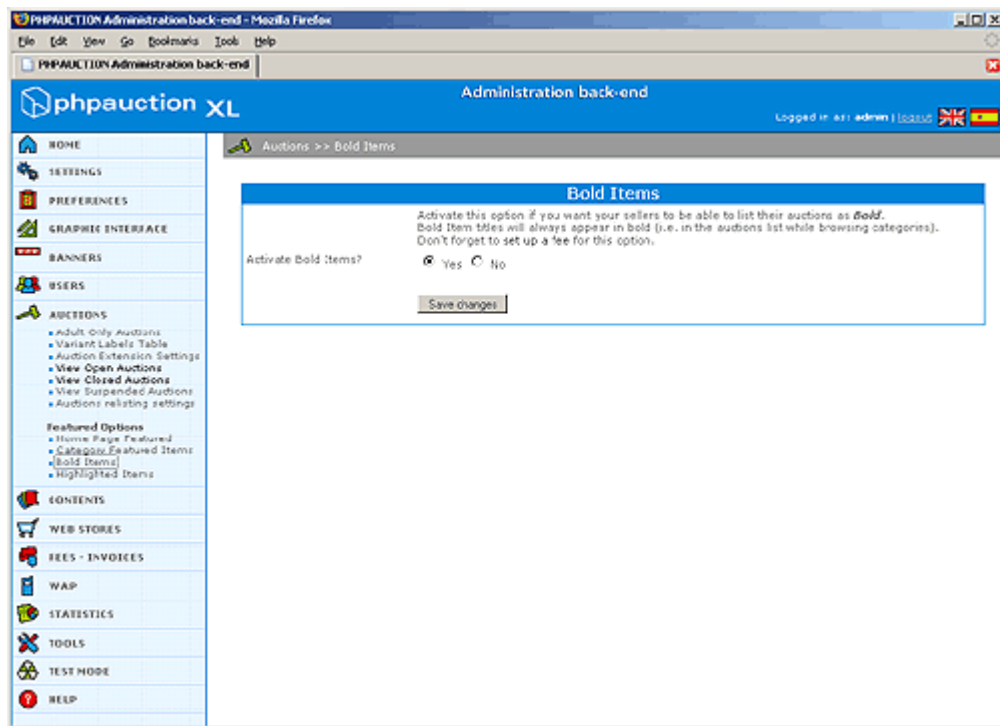 PHPAUCTION Administration back-end - Mozilla Firefox
File Edit View Go Bookmarks Tools Help
PHPAUCTION Administration back-end
phpauction XL
Administration back-end
Logged in as: admin | logout
HOME
SETTINGS
PREFERENCES
GRAPHIC INTERFACE
BANNERS
USERS
AUCTIONS
Adult Only Auctions
Variant Labels Table
Auction Extension Settings
View Open Auctions
View Closed Auctions
View Suspended Auctions
Auctions relisting settings
Featured Options
Home Page Featured
Category Featured Items
Bold Items
Highlighted Items
CONTENTS
WEB STORES
FEES - INVOICES
WAP
STATISTICS
TOOLS
TEST MODE
HELP
Auctions >> Bold Items
Bold Items
Activate this option if you want your sellers to be able to list their auctions as Bold.
Bold Item titles will always appear in bold (i.e. in the auctions list while browsing categories).
Don't forget to set up a fee for this option.
Activate Bold Items?
Yes No
Save changes